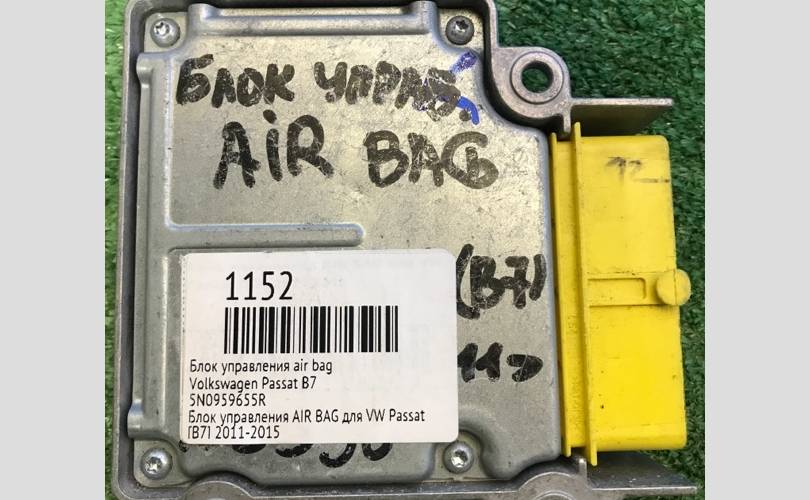 Блок управ.
AiR BAG
12
(B7)
11>
1152
Блок управления air bag
Volkswagen Passat B7
5N0959655R
Блок управления AIR BAG для VW Passat
[B7] 2011-2015